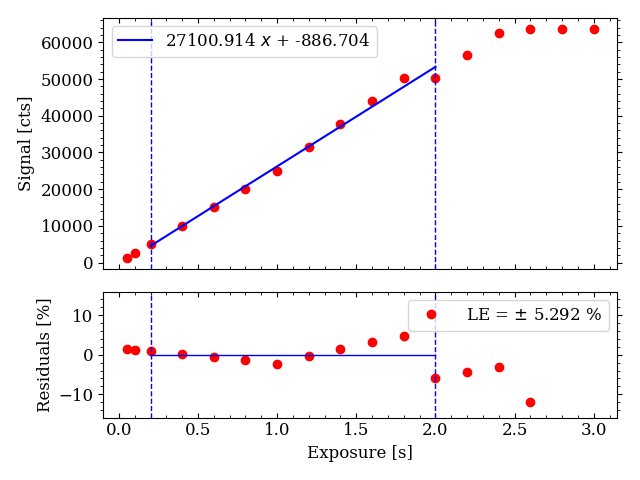 27100.914 x + -886.704
60000
50000
40000
30000
20000
10000
0
Signal [cts]
LE = ± 5.292 %
10
0
−10
Residuals [%]
0.0 0.5 1.0 1.5 2.0 2.5 3.0
Exposure [s]